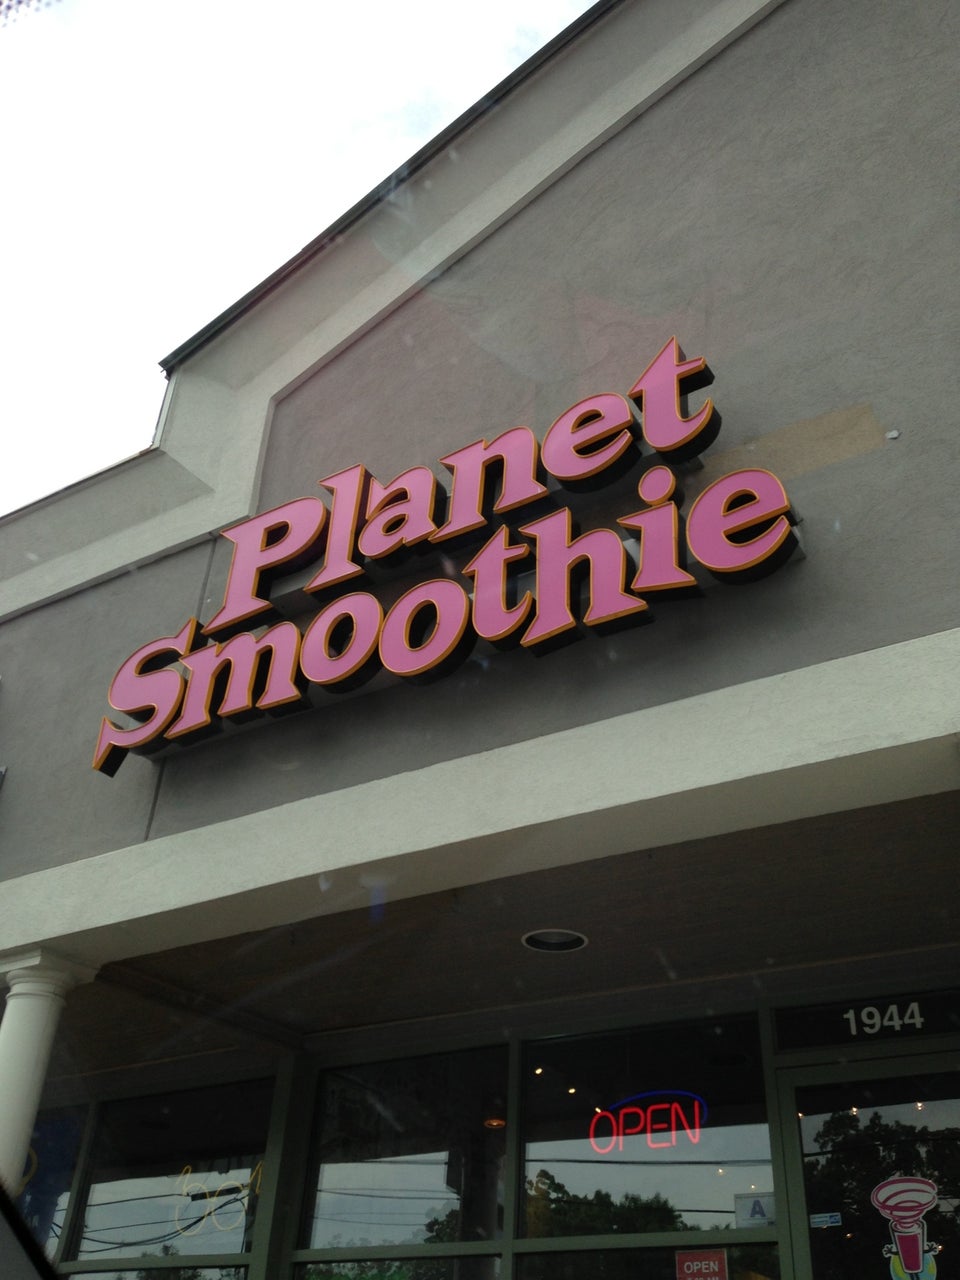 Planet
Smoothie
1944
OPEN
A
OPEN